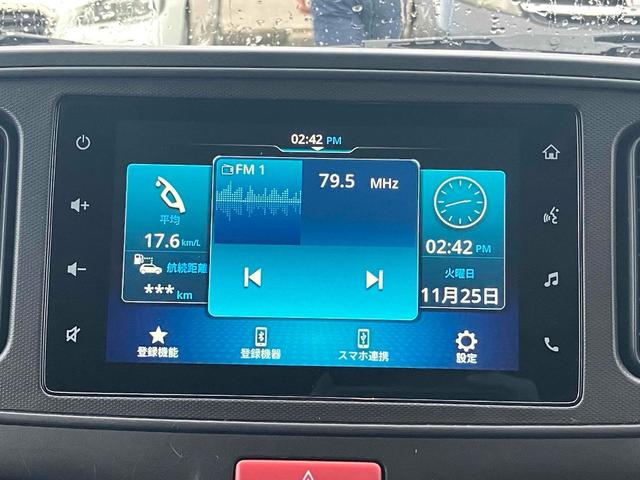 02:42 PM
FM 1
79.5 MHz
平均
17.6 km/L
航続距離
*** km
02:42 PM
火曜日
11月25日
登録機能
登録機器
スマホ連携
設定